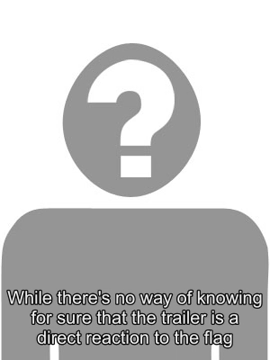 ?
While there's no way of knowing
for sure that the trailer is a
direct reaction to the flag